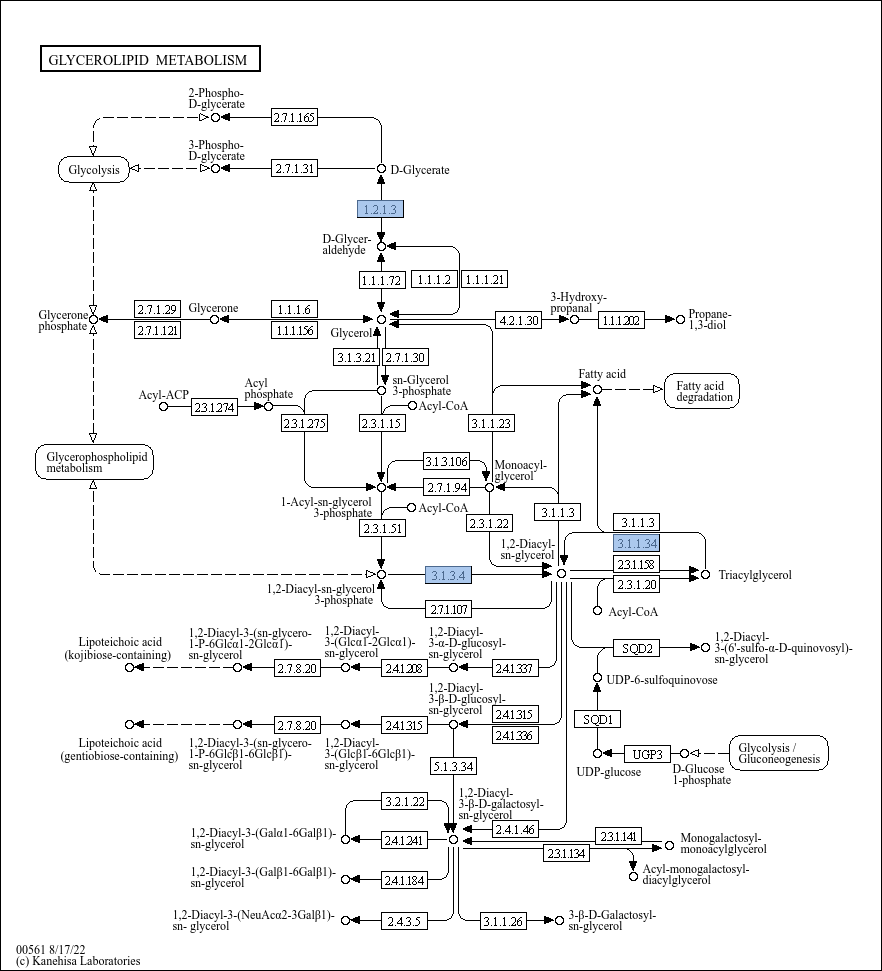 GLYCEROLIPID METABOLISM
2-Phospho-
D-glycerate
2.7.1.165
3-Phospho-
D-glycerate
Glycolysis
2.7.1.31
D-Glycerate
1.2.1.3
D-Glycer-
aldehyde
1.1.1.72
1.1.1.2
1.1.1.21
Glycerone
phosphate
2.7.1.29
2.7.1.121
Glycerone
1.1.1.6
1.1.1.156
Glycerol
4.2.1.30
3-Hydroxy-
propanal
1.1.1.202
Propane-
1,3-diol
3.1.3.21
2.7.1.30
sn-Glycerol
3-phosphate
Fatty acid
Fatty acid
degradation
Acyl-ACP
2.3.1.274
Acyl
phosphate
Acyl-CoA
2.3.1.275
2.3.1.15
3.1.1.23
Glycerophospholipid
metabolism
3.1.3.106
2.7.1.94
Monoacyl-
glycerol
1-Acyl-sn-glycerol
3-phosphate
Acyl-CoA
2.3.1.51
2.3.1.22
3.1.1.3
3.1.1.3
3.1.1.34
2.3.1.158
2.3.1.20
1,2-Diacyl-
sn-glycerol
Triacylglycerol
3.1.3.4
1,2-Diacyl-sn-glycerol
3-phosphate
2.7.1.107
Acyl-CoA
Lipoteichoic acid
(kojibiose-containing)
1,2-Diacyl-3-(sn-glycero-
1-P-6Glcα1-2Glcα1)-
sn-glycerol
2.7.8.20
1,2-Diacyl-
3-(Glcα1-2Glcα1)-
sn-glycerol
2.4.1.208
1,2-Diacyl-
3-α-D-glucosyl-
sn-glycerol
2.4.1.337
SQD2
1,2-Diacyl-
3-(6'-sulfo-α-D-quinovosyl)-
sn-glycerol
UDP-6-sulfoquinovose
1,2-Diacyl-
3-β-D-glucosyl-
sn-glycerol
2.4.1.315
2.4.1.336
SQD1
2.7.8.20
2.4.1.315
Lipoteichoic acid
(gentiobiose-containing)
1,2-Diacyl-3-(sn-glycero-
1-P-6Glcβ1-6Glcβ1)-
sn-glycerol
1,2-Diacyl-
3-(Glcβ1-6Glcβ1)-
sn-glycerol
5.1.3.34
UDP-glucose
UGP3
D-Glucose
1-phosphate
Glycolysis /
Gluconeogenesis
1,2-Diacyl-
3-β-D-galactosyl-
sn-glycerol
3.2.1.22
2.4.1.46
1,2-Diacyl-3-(Galα1-6Galβ1)-
sn-glycerol
2.4.1.241
2.3.1.141
2.3.1.134
Monogalactosyl-
monoacylglycerol
Acyl-monogalactosyl-
diacylglycerol
1,2-Diacyl-3-(Galβ1-6Galβ1)-
sn-glycerol
2.4.1.184
1,2-Diacyl-3-(NeuAcα2-3Galβ1)-
sn- glycerol
2.4.3.5
3.1.1.26
3-β-D-Galactosyl-
sn-glycerol
00561 8/17/22
(c) Kanehisa Laboratories